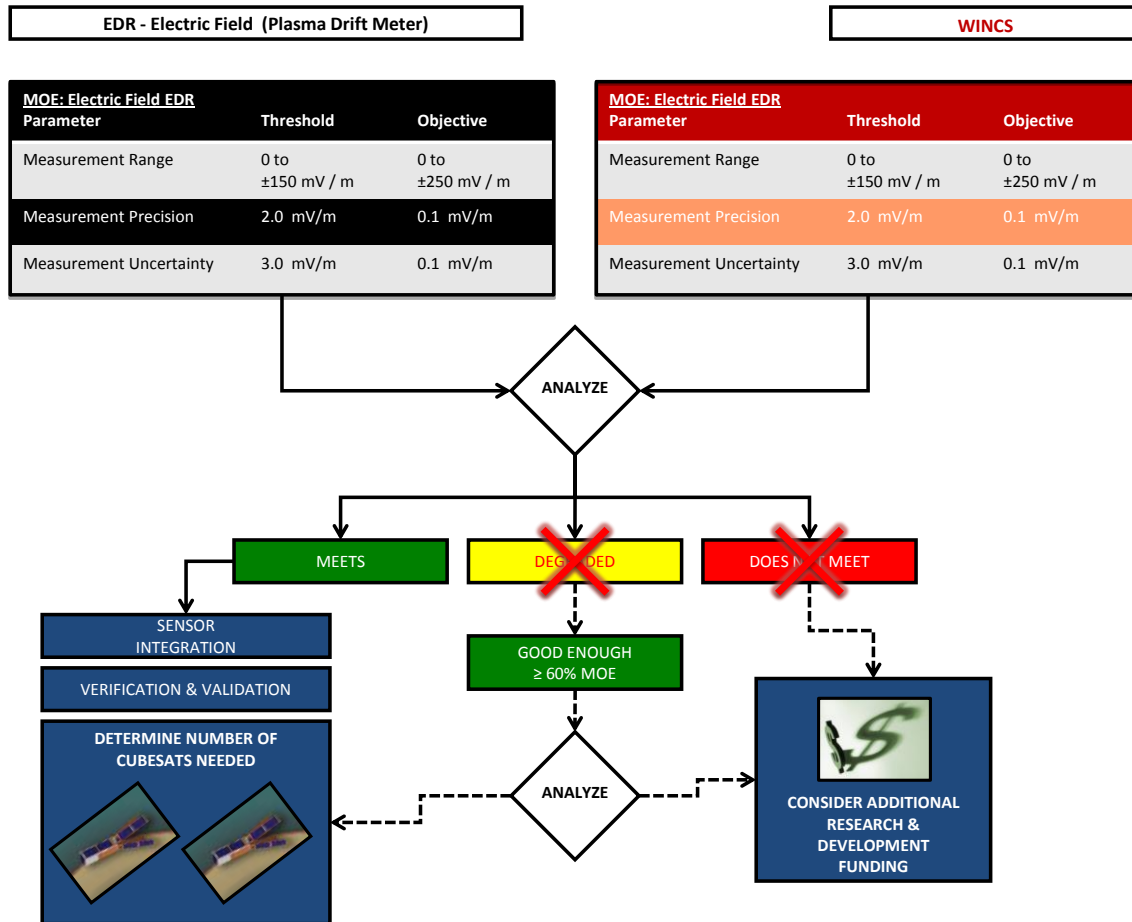 EDR - Electric Field (Plasma Drift Meter)
WINCS
MOE: Electric Field EDR
Parameter Threshold Objective
Measurement Range 0 to 0 to
±150 mV / m ±250 mV / m
Measurement Precision 2.0 mV/m 0.1 mV/m
Measurement Uncertainty 3.0 mV/m 0.1 mV/m
MOE: Electric Field EDR
Parameter Threshold Objective
Measurement Range 0 to 0 to
±150 mV / m ±250 mV / m
Measurement Precision 2.0 mV/m 0.1 mV/m
Measurement Uncertainty 3.0 mV/m 0.1 mV/m
ANALYZE
MEETS
DEGRADED
DOES NOT MEET
SENSOR
INTEGRATION
VERIFICATION & VALIDATION
DETERMINE NUMBER OF
CUBESATS NEEDED
GOOD ENOUGH
≥ 60% MOE
ANALYZE
$
$
CONSIDER ADDITIONAL
RESEARCH &
DEVELOPMENT
FUNDING